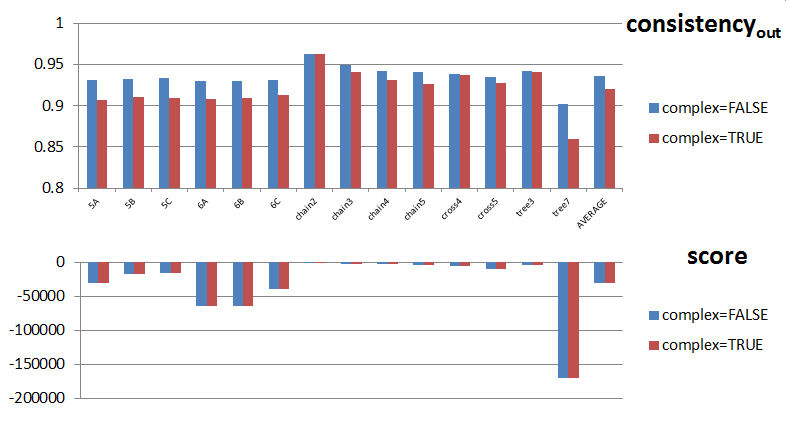 consistencyout
1
0.95
0.9
0.85
0.8
complex=FALSE
complex=TRUE
5A
5B
5C
6A
6B
6C
chain2
chain3
chain4
chain5
cross4
cross5
tree3
tree7
AVERAGE
score
0
-50000
-100000
-150000
-200000
complex=FALSE
complex=TRUE